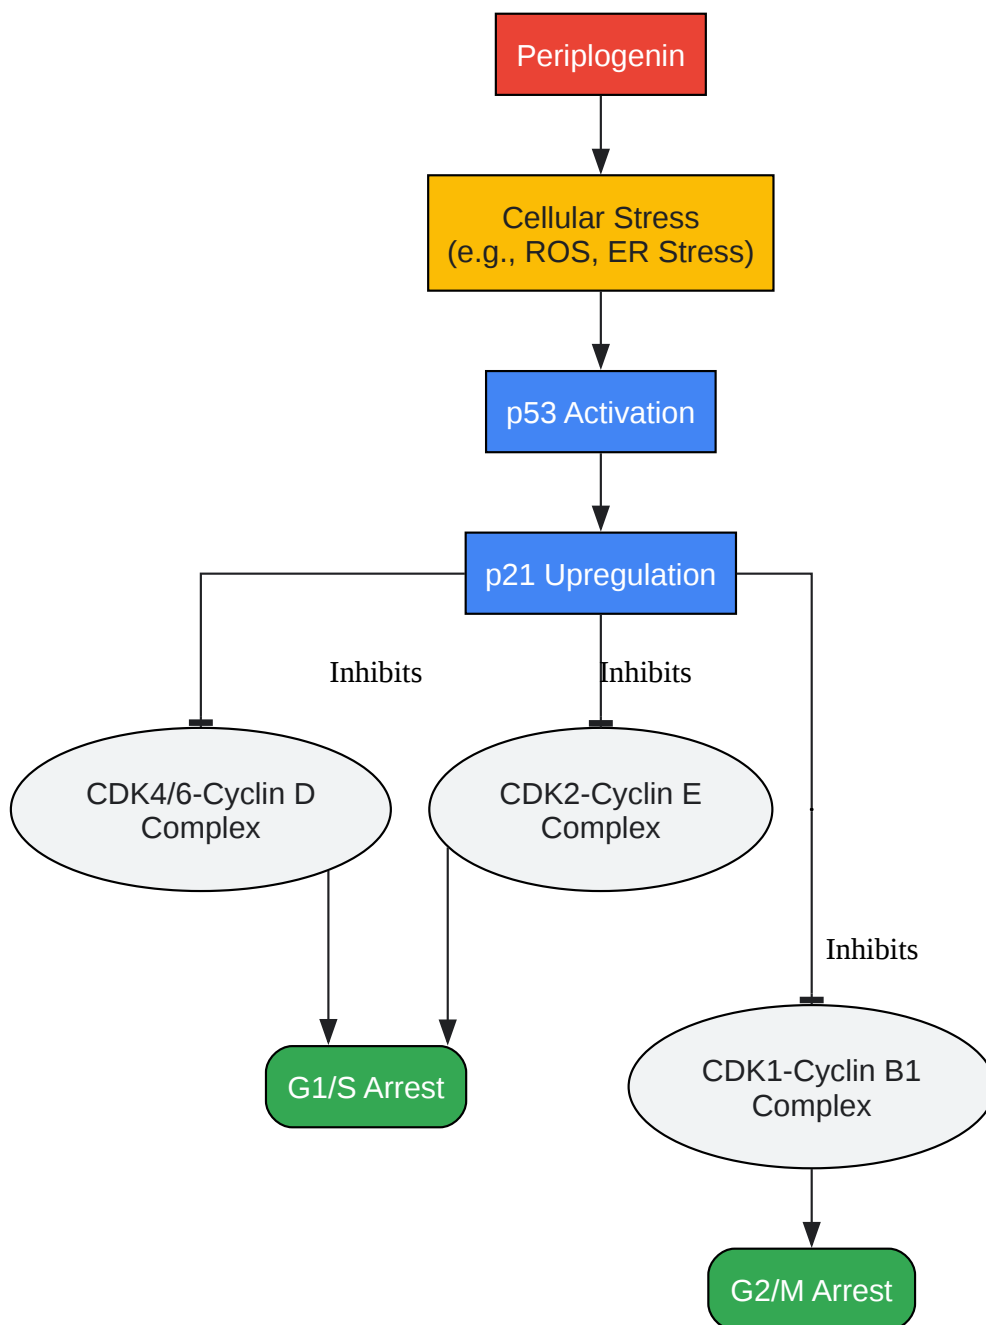 Periplogenin
Cellular Stress
(e.g., ROS, ER Stress)
p53 Activation
p21 Upregulation
Inhibits
Inhibits
CDK4/6-Cyclin D
Complex
CDK2-Cyclin E
Complex
Inhibits
G1/S Arrest
CDK1-Cyclin B1
Complex
G2/M Arrest